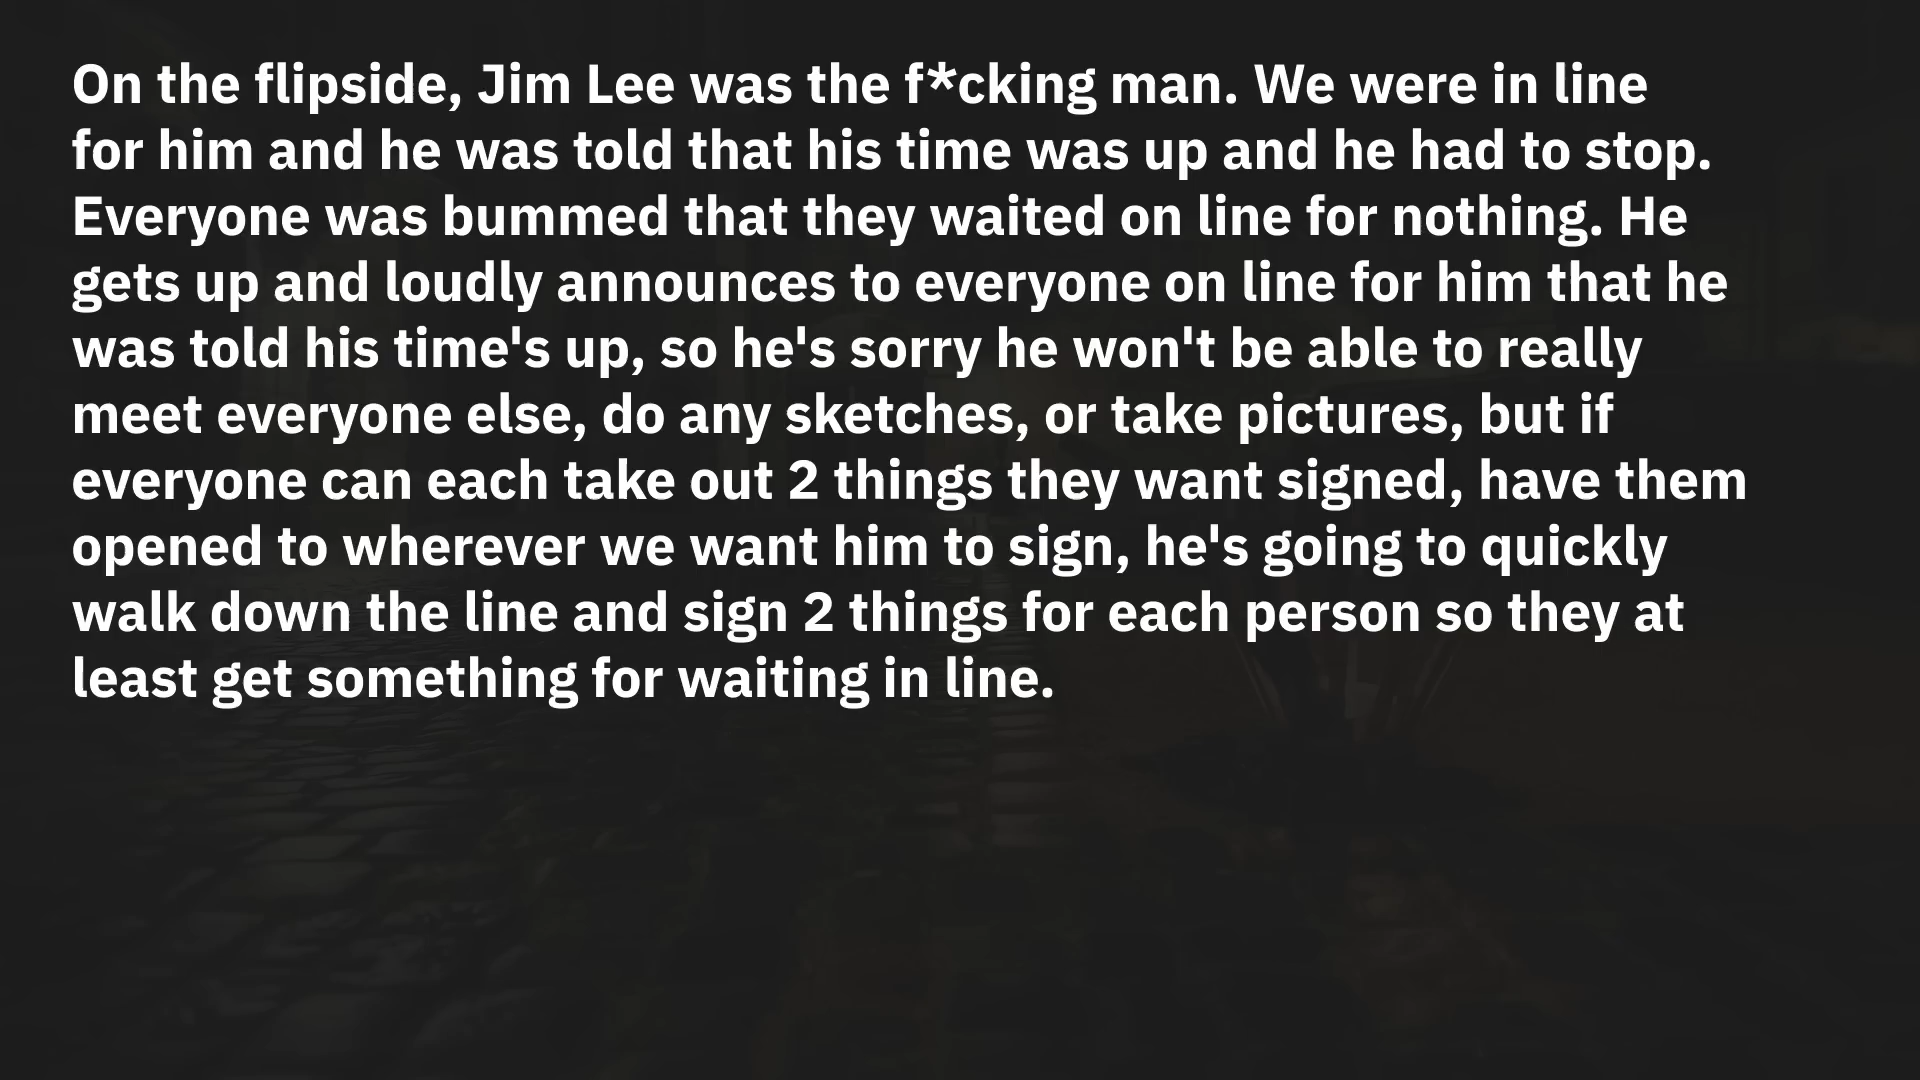 On the flipside, Jim Lee was the f*cking man. We were in line
for him and he was told that his time was up and he had to stop.
Everyone was bummed that they waited on line for nothing. He
gets up and loudly announces to everyone on line for him that he
was told his time's up, so he's sorry he won't be able to really
meet everyone else, do any sketches, or take pictures, but if
everyone can each take out 2 things they want signed, have them
opened to wherever we want him to sign, he's going to quickly
walk down the line and sign 2 things for each person so they at
least get something for waiting in line.